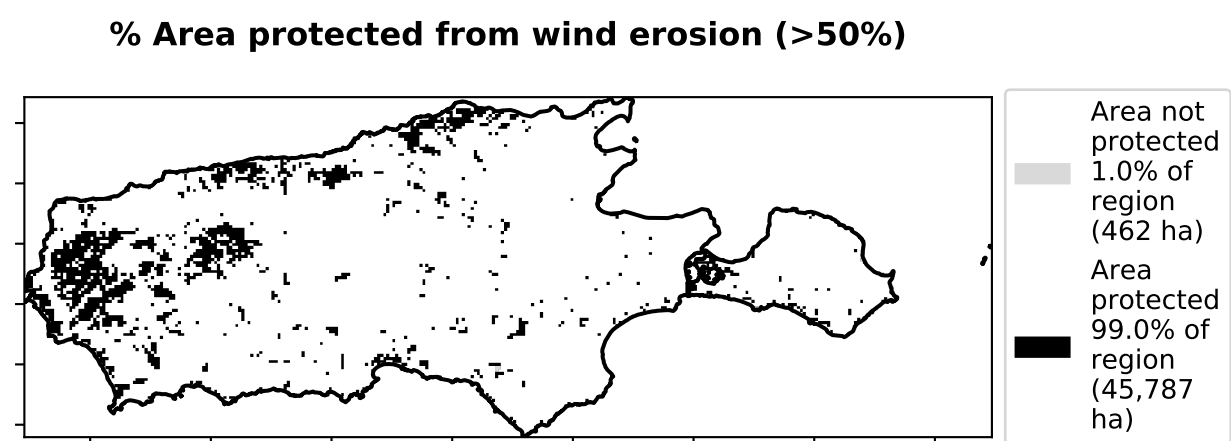 % Area protected from wind erosion (>50%)
Area not
protected
1.0% of
region
(462 ha)
Area
protected
99.0% of
region
(45,787
ha)